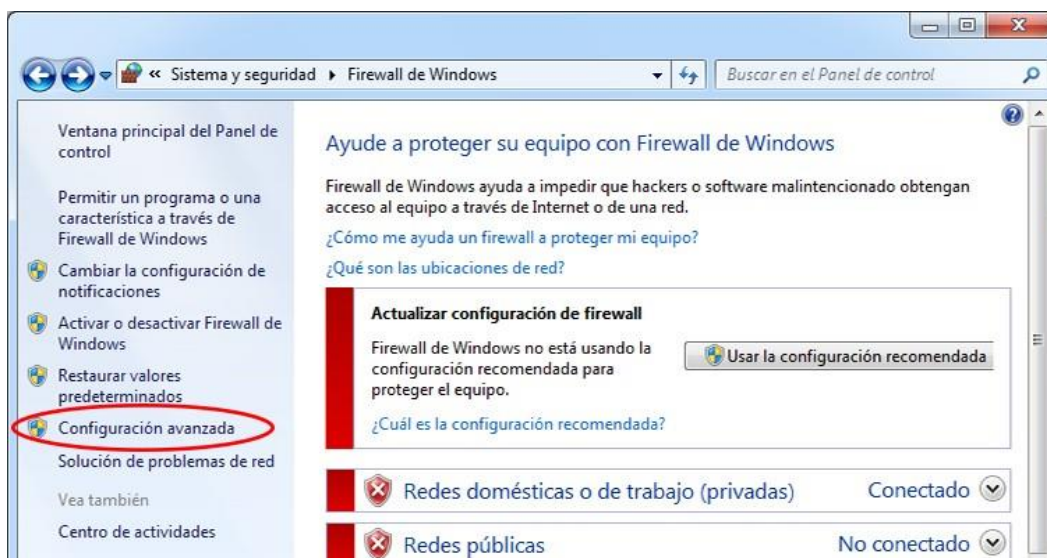 « Sistema y seguridad ▸ Firewall de Windows
Buscar en el Panel de control
Ventana principal del Panel de
control
Permitir un programa o una
característica a través de
Firewall de Windows
Cambiar la configuración de
notificaciones
Activar o desactivar Firewall de
Windows
Restaurar valores
predeterminados
Configuración avanzada
Solución de problemas de red
Vea también
Centro de actividades
Ayude a proteger su equipo con Firewall de Windows
Firewall de Windows ayuda a impedir que hackers o software malintencionado obtengan
acceso al equipo a través de Internet o de una red.
¿Cómo me ayuda un firewall a proteger mi equipo?
¿Qué son las ubicaciones de red?
Actualizar configuración de firewall
Firewall de Windows no está usando la
configuración recomendada para
proteger el equipo.
Usar la configuración recomendada
¿Cuál es la configuración recomendada?
Redes domésticas o de trabajo (privadas) Conectado
Redes públicas No conectado